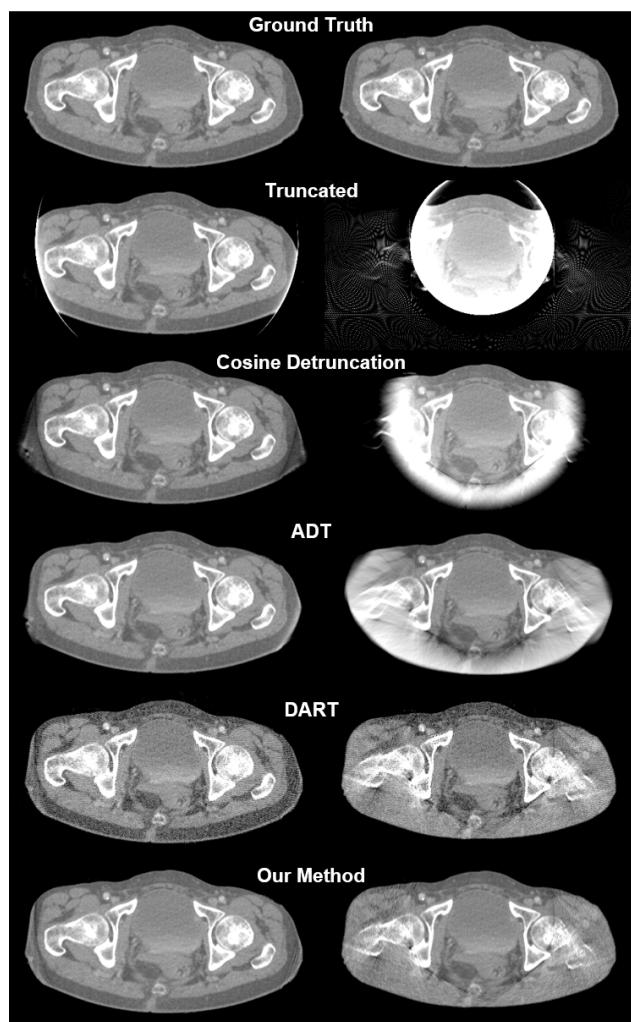 Ground Truth
Truncated
Cosine Detruncation
ADT
DART
Our Method